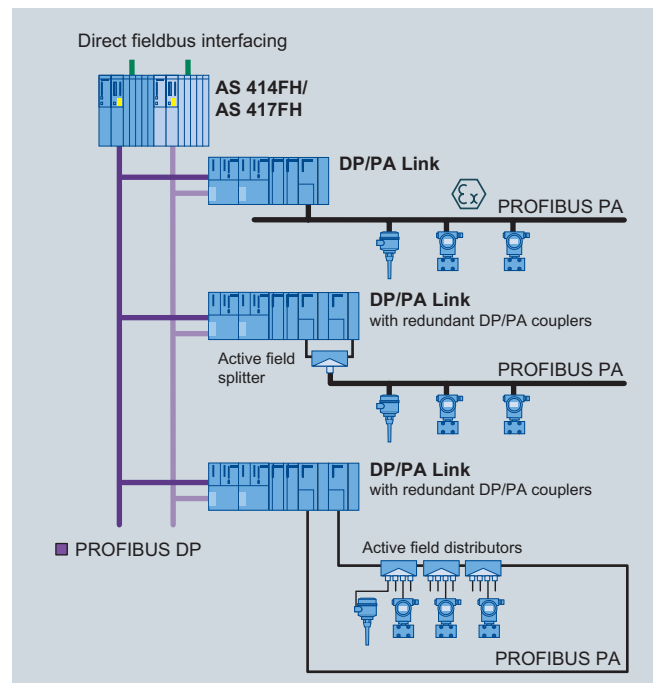 Direct fieldbus interfacing
AS 414FH/
AS 417FH
DP/PA Link
Ex
PROFIBUS PA
DP/PA Link
with redundant DP/PA couplers
Active field
splitter
PROFIBUS PA
DP/PA Link
with redundant DP/PA couplers
PROFIBUS DP
Active field distributors
PROFIBUS PA